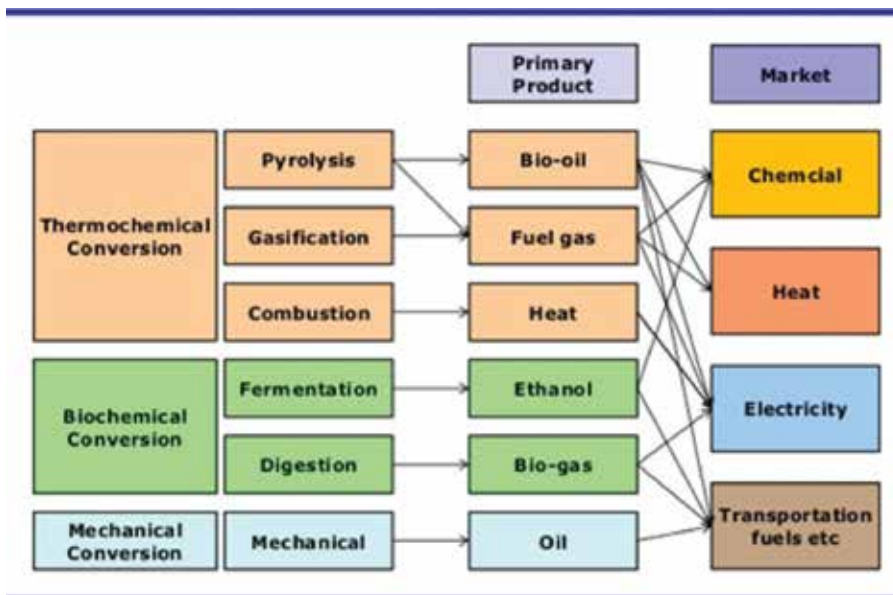 Primary
Product
Market
Thermochemical
Conversion
Pyrolysis
Bio-oil
Chemcial
Gasification
Fuel gas
Combustion
Heat
Heat
Biochemical
Conversion
Fermentation
Ethanol
Electricity
Digestion
Bio-gas
Mechanical
Conversion
Mechanical
Oil
Transportation
fuels etc